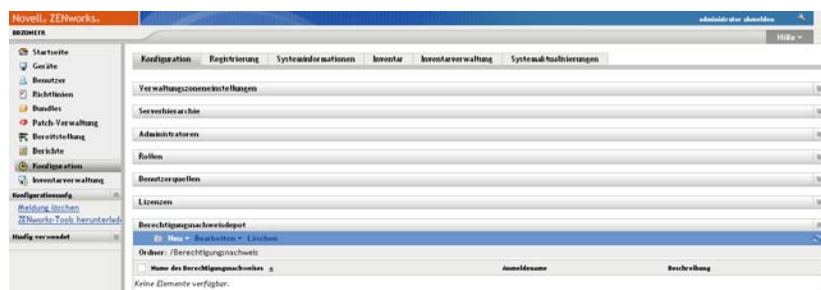 Novell. ZENworks.
administrator abmelden
Hilfe
Startseite
Geräte
Benutzer
Richtlinien
Bundles
Patch-Verwaltung
Bereitstellung
Berichte
Konfiguration
Inventarverwaltung
Konfigurationsaufg.
Meldung löschen
ZENworks-Tools herunterlad
Häufig verwendet
Konfiguration Registrierung Systeminformationen Inventar Inventarverwaltung Systemaktualisierungen
Verwaltungszoneneinstellungen
Serverhierarchie
Administratoren
Rollen
Benutzerquellen
Lizenzen
Berechtigungsnachweisdepot
Neu Bearbeiten Löschen
Ordner: /Berechtigungsnachweis
Name des Berechtigungsnachweises Anmeldename Beschreibung
Keine Elemente verfügbar.